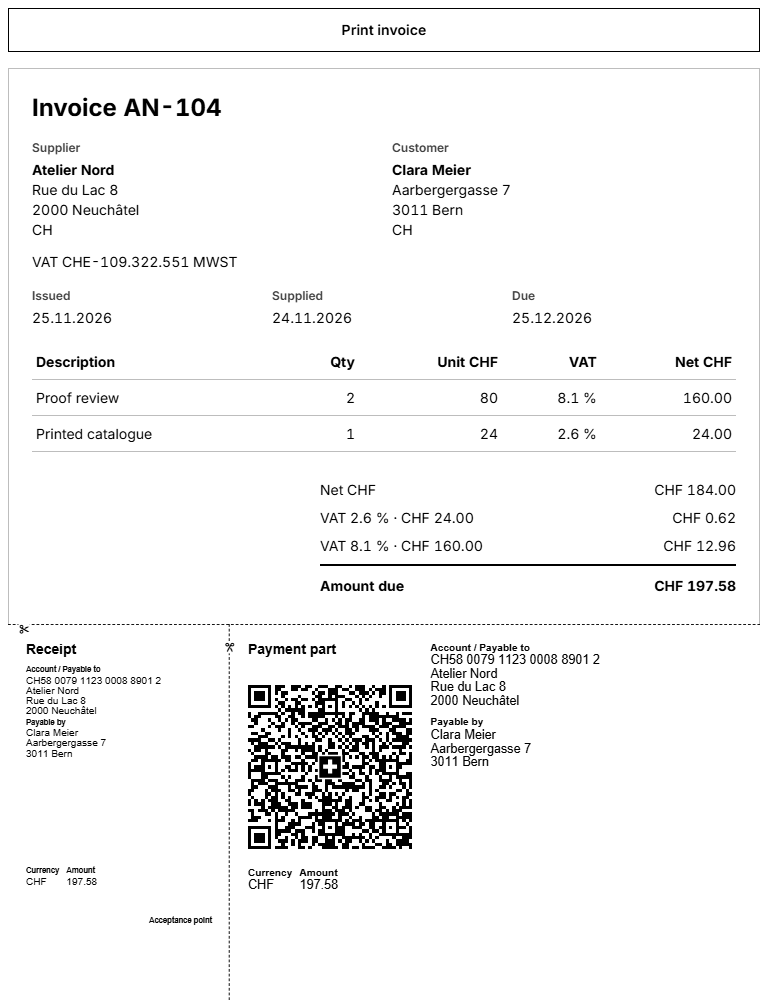 Print invoice
Invoice AN-104
Supplier
Atelier Nord
Rue du Lac 8
2000 Neuchâtel
CH
VAT CHE-109.322.551 MWST
Customer
Clara Meier
Aarbergergasse 7
3011 Bern
CH
Issued Supplied Due
25.11.2026 24.11.2026 25.12.2026
Description Qty Unit CHF VAT Net CHF
Proof review 2 80 8.1 % 160.00
Printed catalogue 1 24 2.6 % 24.00
Net CHF CHF 184.00
VAT 2.6 % · CHF 24.00 CHF 0.62
VAT 8.1 % · CHF 160.00 CHF 12.96
Amount due CHF 197.58
Receipt
Account / Payable to
CH58 0079 1123 0008 8901 2
Atelier Nord
Rue du Lac 8
2000 Neuchâtel
Payable by
Clara Meier
Aarbergergasse 7
3011 Bern
Currency Amount
CHF 197.58
Acceptance point
Payment part
Currency Amount
CHF 197.58
Account / Payable to
CH58 0079 1123 0008 8901 2
Atelier Nord
Rue du Lac 8
2000 Neuchâtel
Payable by
Clara Meier
Aarbergergasse 7
3011 Bern